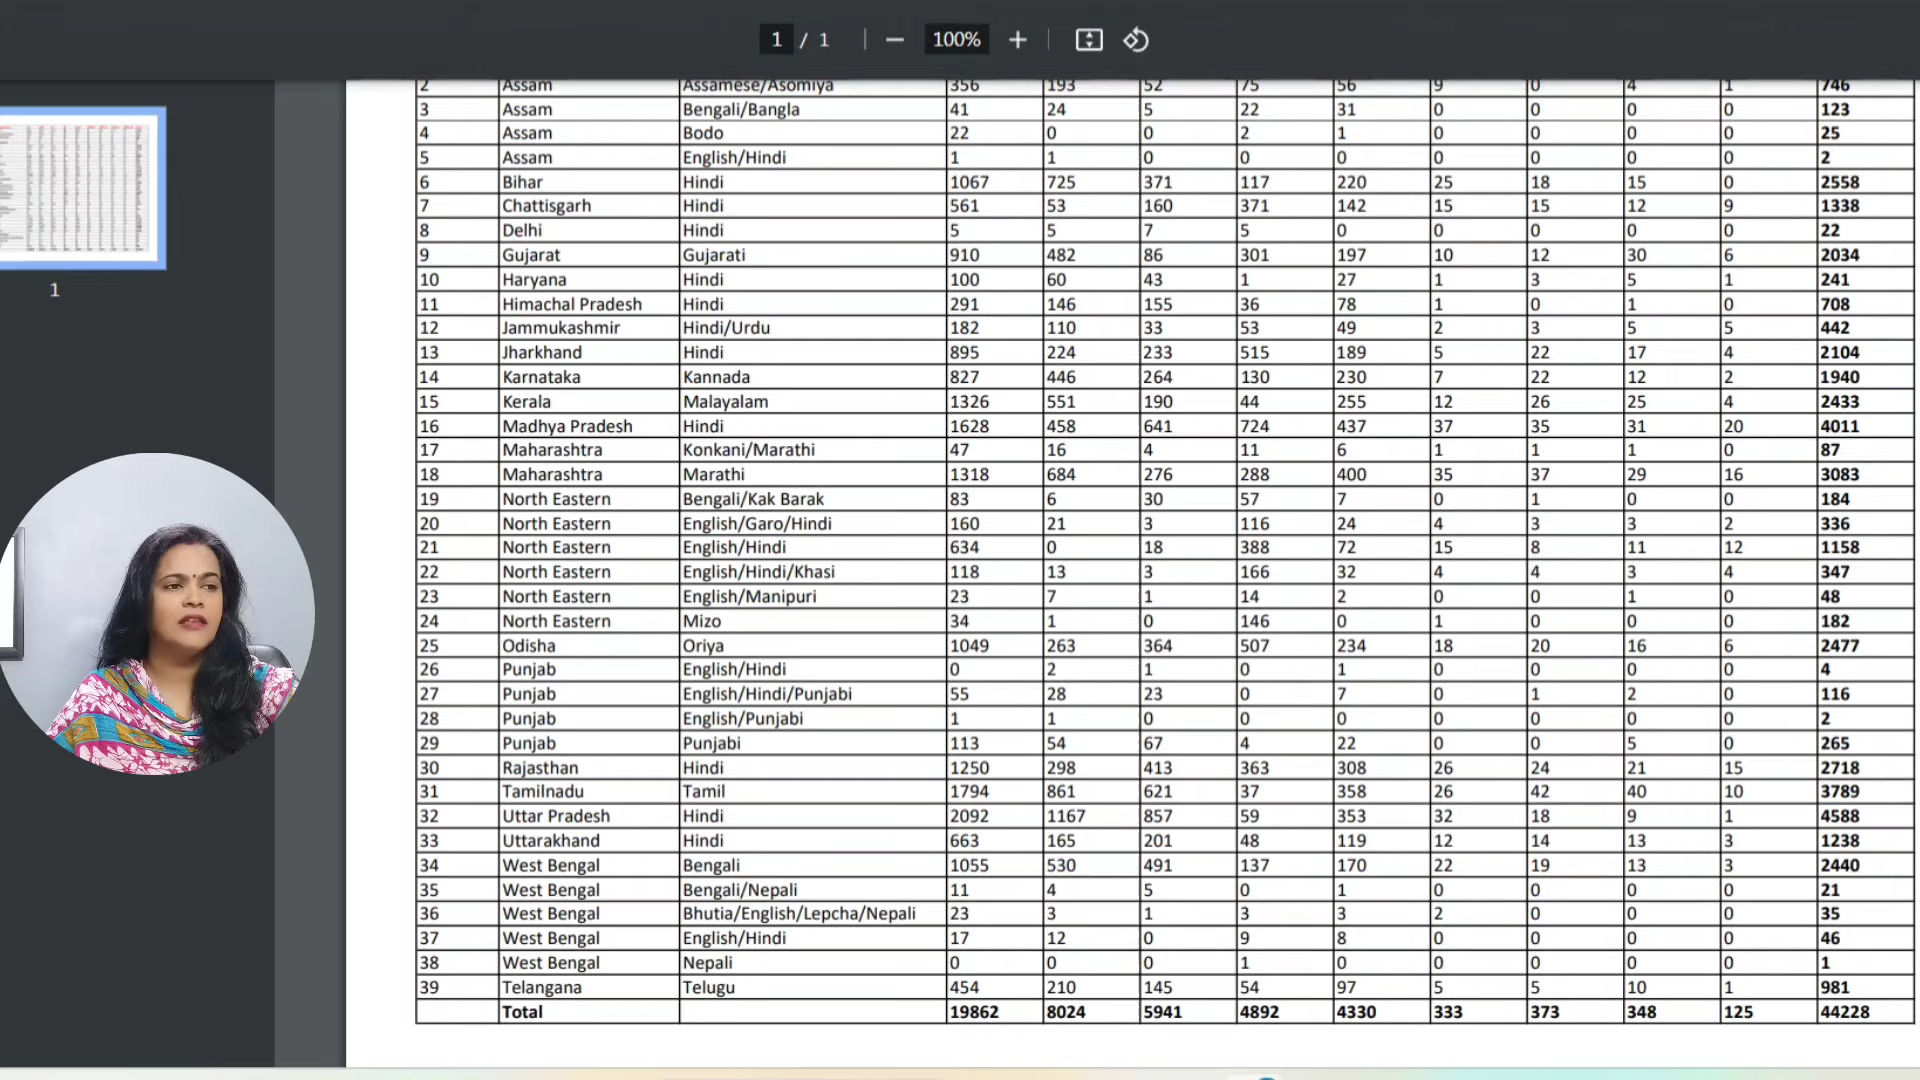 1 / 1 100%
1
2 Assam Assamese/Asomiya 356 193 52 75 56 9 0 4 1 746
3 Assam Bengali/Bangla 41 24 5 22 31 0 0 0 0 123
4 Assam Bodo 22 0 0 2 1 0 0 0 0 25
5 Assam English/Hindi 1 1 0 0 0 0 0 0 0 2
6 Bihar Hindi 1067 725 371 117 220 25 18 15 0 2558
7 Chattisgarh Hindi 561 53 160 371 142 15 15 12 9 1338
8 Delhi Hindi 5 5 7 5 0 0 0 0 0 22
9 Gujarat Gujarati 910 482 86 301 197 10 12 30 6 2034
10 Haryana Hindi 100 60 43 1 27 1 3 5 1 241
11 Himachal Pradesh Hindi 291 146 155 36 78 1 0 1 0 708
12 Jammukashmir Hindi/Urdu 182 110 33 53 49 2 3 5 5 442
13 Jharkhand Hindi 895 224 233 515 189 5 22 17 4 2104
14 Karnataka Kannada 827 446 264 130 230 7 22 12 2 1940
15 Kerala Malayalam 1326 551 190 44 255 12 26 25 4 2433
16 Madhya Pradesh Hindi 1628 458 641 724 437 37 35 31 20 4011
17 Maharashtra Konkani/Marathi 47 16 4 11 6 1 1 1 0 87
18 Maharashtra Marathi 1318 684 276 288 400 35 37 29 16 3083
19 North Eastern Bengali/Kak Barak 83 6 30 57 7 0 1 0 0 184
20 North Eastern English/Garo/Hindi 160 21 3 116 24 4 3 3 2 336
21 North Eastern English/Hindi 634 0 18 388 72 15 8 11 12 1158
22 North Eastern English/Hindi/Khasi 118 13 3 166 32 4 4 3 4 347
23 North Eastern English/Manipuri 23 7 1 14 2 0 0 1 0 48
24 North Eastern Mizo 34 1 0 146 0 1 0 0 0 182
25 Odisha Oriya 1049 263 364 507 234 18 20 16 6 2477
26 Punjab English/Hindi 0 2 1 0 1 0 0 0 0 4
27 Punjab English/Hindi/Punjabi 55 28 23 0 7 0 1 2 0 116
28 Punjab English/Punjabi 1 1 0 0 0 0 0 0 0 2
29 Punjab Punjabi 113 54 67 4 22 0 0 5 0 265
30 Rajasthan Hindi 1250 298 413 363 308 26 24 21 15 2718
31 Tamilnadu Tamil 1794 861 621 37 358 26 42 40 10 3789
32 Uttar Pradesh Hindi 2092 1167 857 59 353 32 18 9 1 4588
33 Uttarakhand Hindi 663 165 201 48 119 12 14 13 3 1238
34 West Bengal Bengali 1055 530 491 137 170 22 19 13 3 2440
35 West Bengal Bengali/Nepali 11 4 5 0 1 0 0 0 0 21
36 West Bengal Bhutia/English/Lepcha/Nepali 23 3 1 3 3 2 0 0 0 35
37 West Bengal English/Hindi 17 12 0 9 8 0 0 0 0 46
38 West Bengal Nepali 0 0 0 1 0 0 0 0 0 1
39 Telangana Telugu 454 210 145 54 97 5 5 10 1 981
Total 19862 8024 5941 4892 4330 333 373 348 125 44228